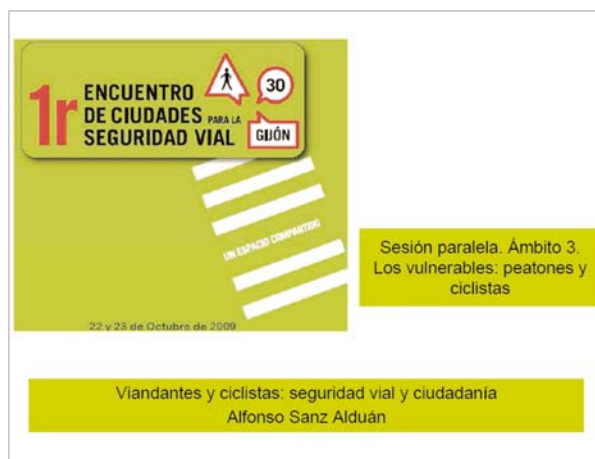 1r ENCUENTRO
DE CIUDADES PARA LA
SEGURIDAD VIAL
30
GIJÓN
UN ESPACIO COMPARTIDO
22 y 23 de Octubre de 2009
Sesión paralela. Ámbito 3.
Los vulnerables: peatones y
ciclistas
Viandantes y ciclistas: seguridad vial y ciudadanía
Alfonso Sanz Alduán